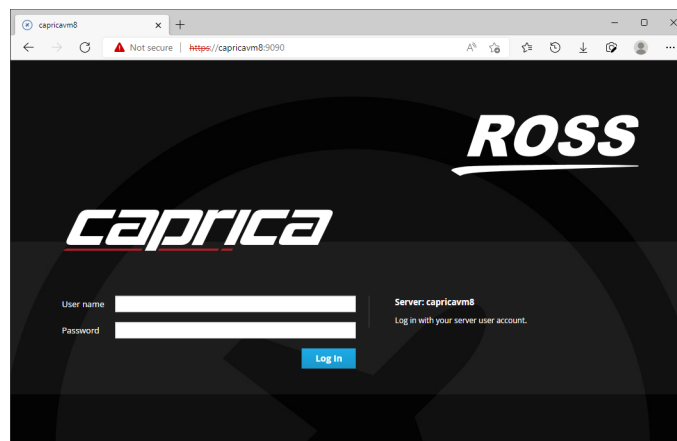 capricavm8
Not secure | https://capricavm8:9090
ROSS
caprica
User name
Password
Log In
Server: capricavm8
Log in with your server user account.